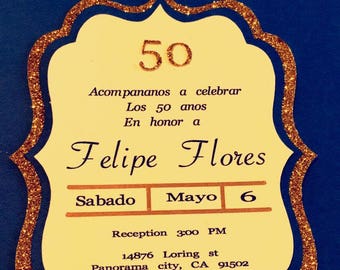 50
Acompananos a celebrar
Los 50 anos
En honor a
Felipe Flores
Sabado Mayo 6
Reception 3:00 PM
14876 Loring st
Panorama city, CA 91502